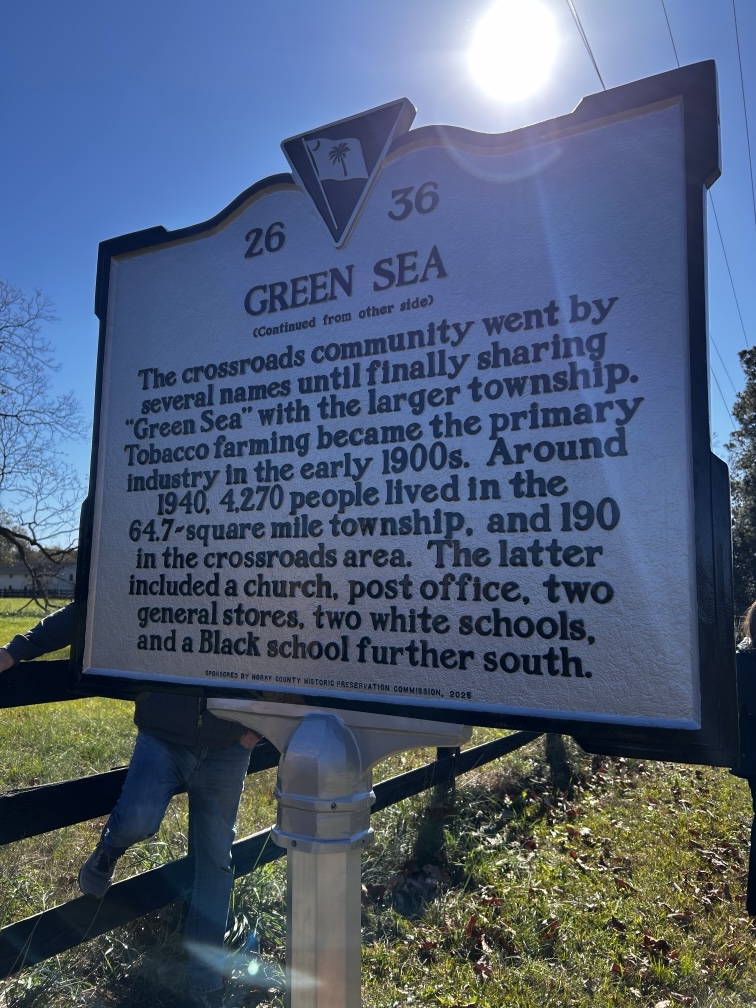 26 36
GREEN SEA
(Continued from other side)
The crossroads community went by
several names until finally sharing
"Green Sea" with the larger township.
Tobacco farming became the primary
industry in the early 1900s. Around
1940, 4,270 people lived in the
64.7-square mile township, and 190
in the crossroads area. The latter
included a church, post office, two
general stores, two white schools,
and a Black school further south.
SPONSORED BY HORRY COUNTY HISTORIC PRESERVATION COMMISSION, 2025